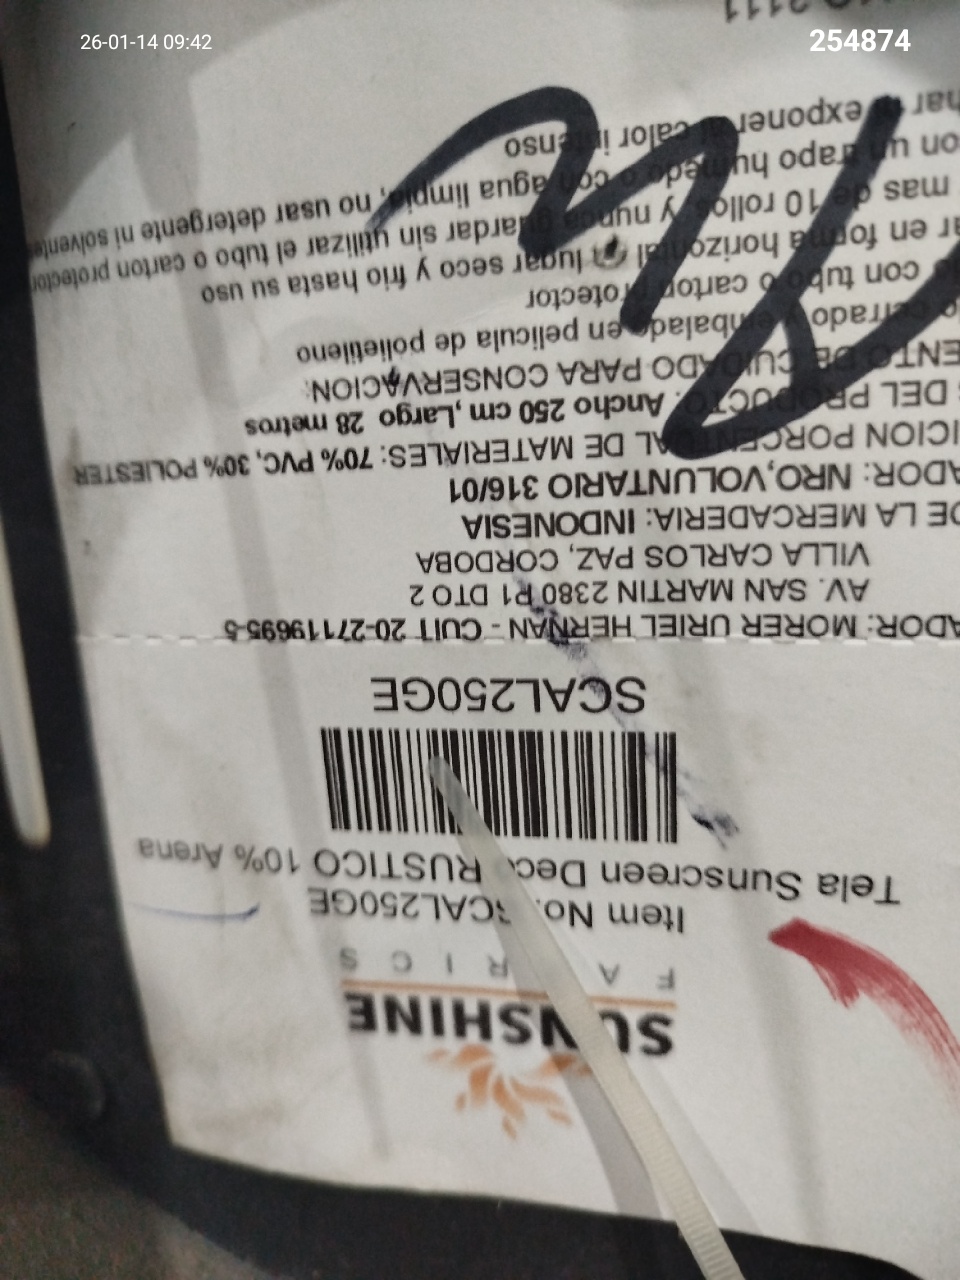 26-01-14 09:42
254874
SUNSHINE
F A R I C S
Item No. SCAL250GE
Tela Sunscreen Deco RUSTICO 10% Arena
SCAL250GE
ADOR: MORER URIEL HERNAN - CUIT 20-27119695-5
AV. SAN MARTIN 2380 P1 DTO 2
VILLA CARLOS PAZ, CORDOBA
DE LA MERCADERIA: INDONESIA
ADOR: NRO,VOLUNTARIO 316/01
ICION PORCENTUAL DE MATERIALES: 70% PVC, 30% POLIESTER
DEL PRODUCTO: Ancho 250 cm ,Largo 28 metros
ENTO DE CUIDADO PARA CONSERVACION:
cerrado y embalado en pelicula de polietileno
con tubo o carton protector
ar en forma horizontal lugar seco y frio hasta su uso
mas de 10 rollos, y nunca guardar sin utilizar el tubo o carton protector
con un trapo humedo o con agua limpia, no usar detergente ni solvente
har o exponer al calor intenso